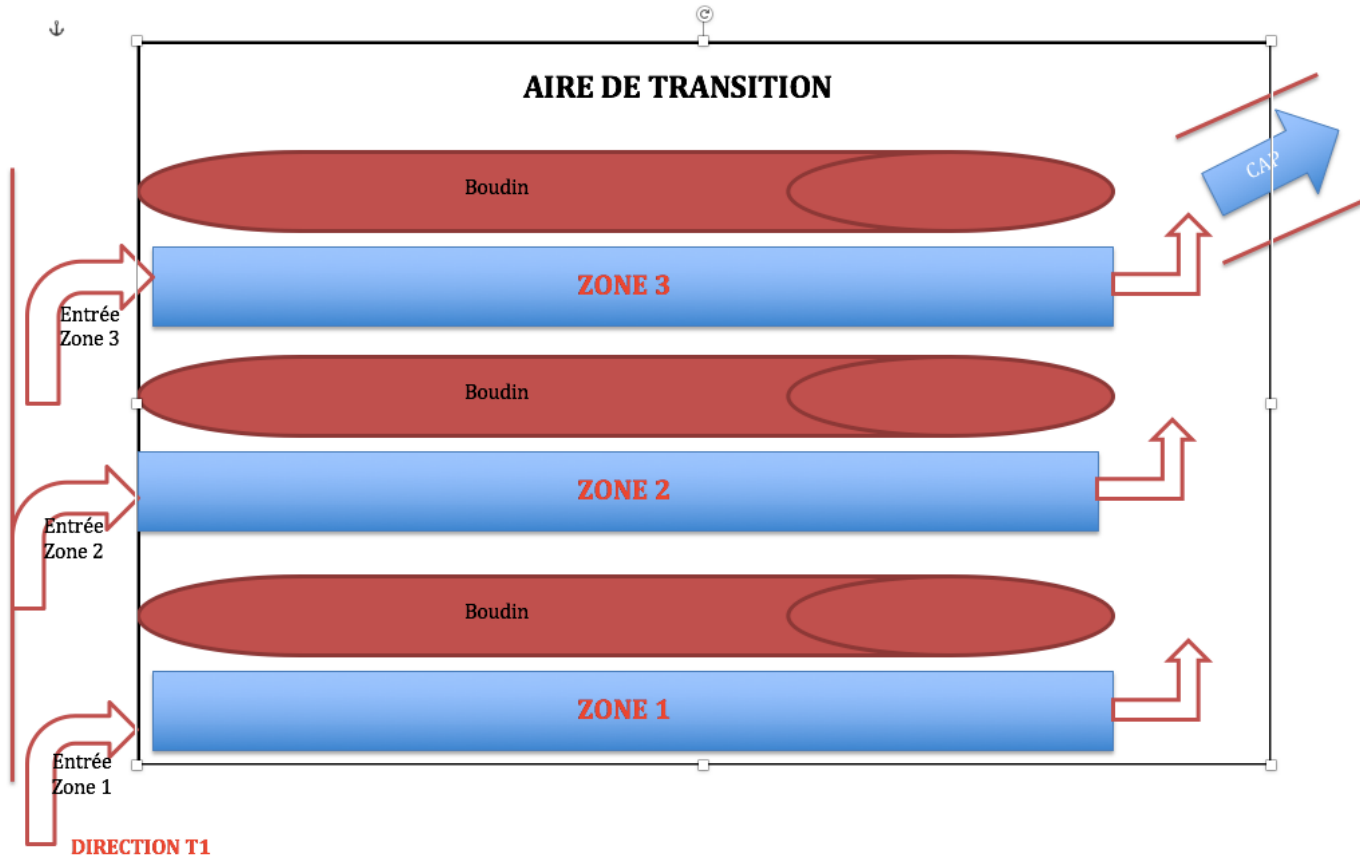 AIRE DE TRANSITION
Boudin
CAP
ZONE 3
Entrée
Zone 3
Boudin
ZONE 2
Entrée
Zone 2
Boudin
ZONE 1
Entrée
Zone 1
DIRECTION T1